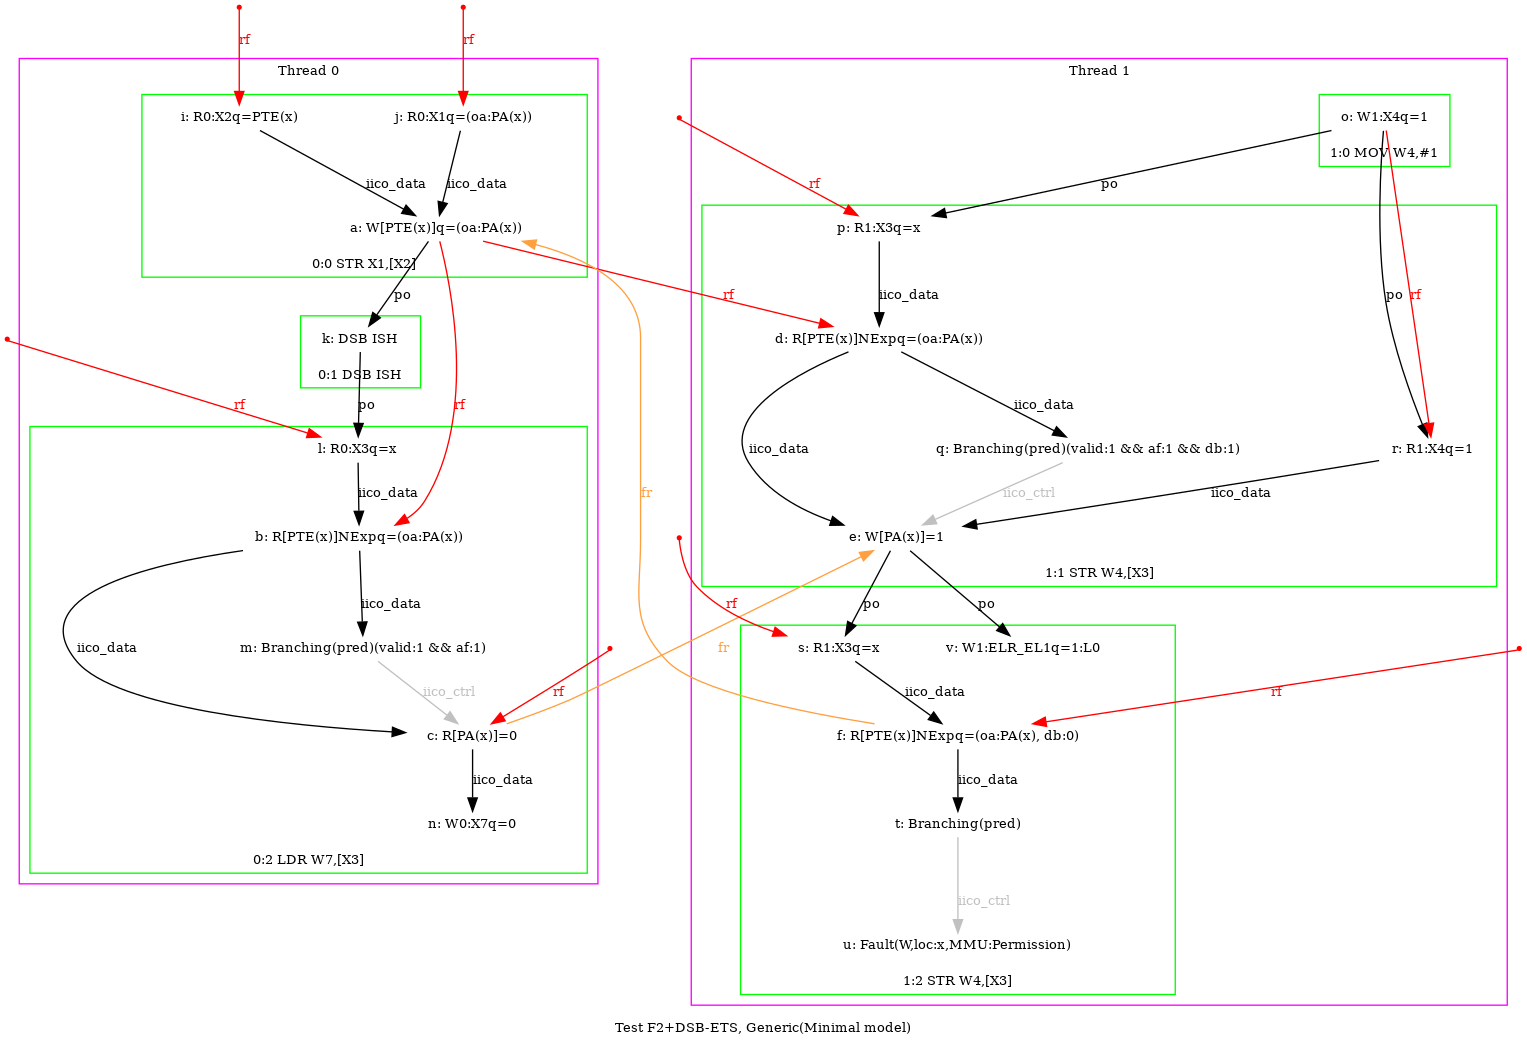 rf
rf
Thread 0
Thread 1
i: R0:X2q=PTE(x)
j: R0:X1q=(oa:PA(x))
o: W1:X4q=1
1:0 MOV W4,#1
iico_data
iico_data
rf
po
a: W[PTE(x)]q=(oa:PA(x))
p: R1:X3q=x
0:0 STR X1,[X2]
po
rf
iico_data
po
rf
k: DSB ISH
d: R[PTE(x)]NExpq=(oa:PA(x))
0:1 DSB ISH
rf
po
rf
iico_data
l: R0:X3q=x
iico_data
q: Branching(pred)(valid:1 && af:1 && db:1)
r: R1:X4q=1
iico_data
fr
iico_ctrl
iico_data
b: R[PTE(x)]NExpq=(oa:PA(x))
e: W[PA(x)]=1
1:1 STR W4,[X3]
iico_data
rf
po
po
iico_data
m: Branching(pred)(valid:1 && af:1)
fr
s: R1:X3q=x
v: W1:ELR_EL1q=1:L0
iico_ctrl
rf
iico_data
rf
c: R[PA(x)]=0
f: R[PTE(x)]NExpq=(oa:PA(x), db:0)
iico_data
iico_data
n: W0:X7q=0
t: Branching(pred)
0:2 LDR W7,[X3]
iico_ctrl
u: Fault(W,loc:x,MMU:Permission)
1:2 STR W4,[X3]
Test F2+DSB-ETS, Generic(Minimal model)